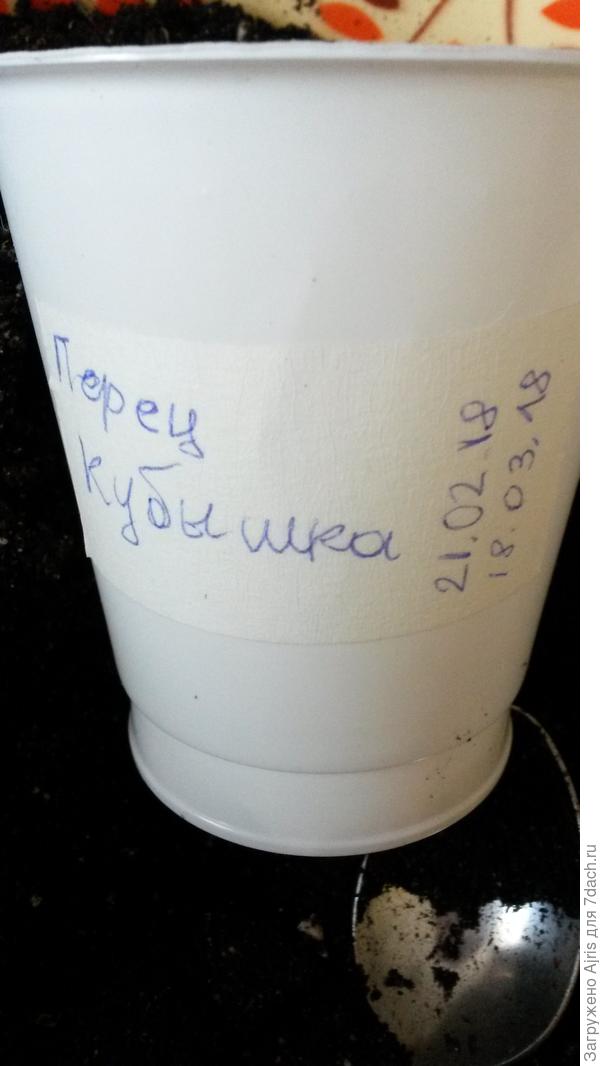 Перец
Кубышка
21.02.18
18.03.18
Загружено Ajris для 7dach.ru